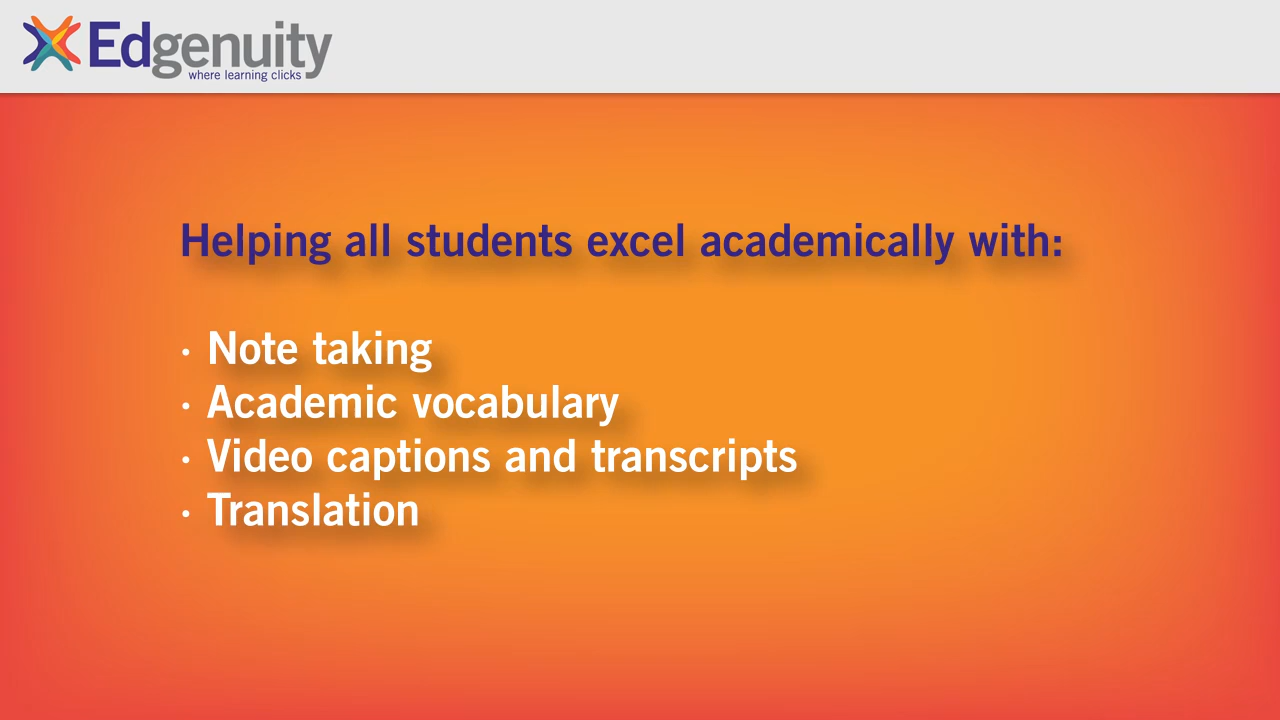 Edgenuity
where learning clicks
Helping all students excel academically with:
· Note taking
· Academic vocabulary
· Video captions and transcripts
· Translation